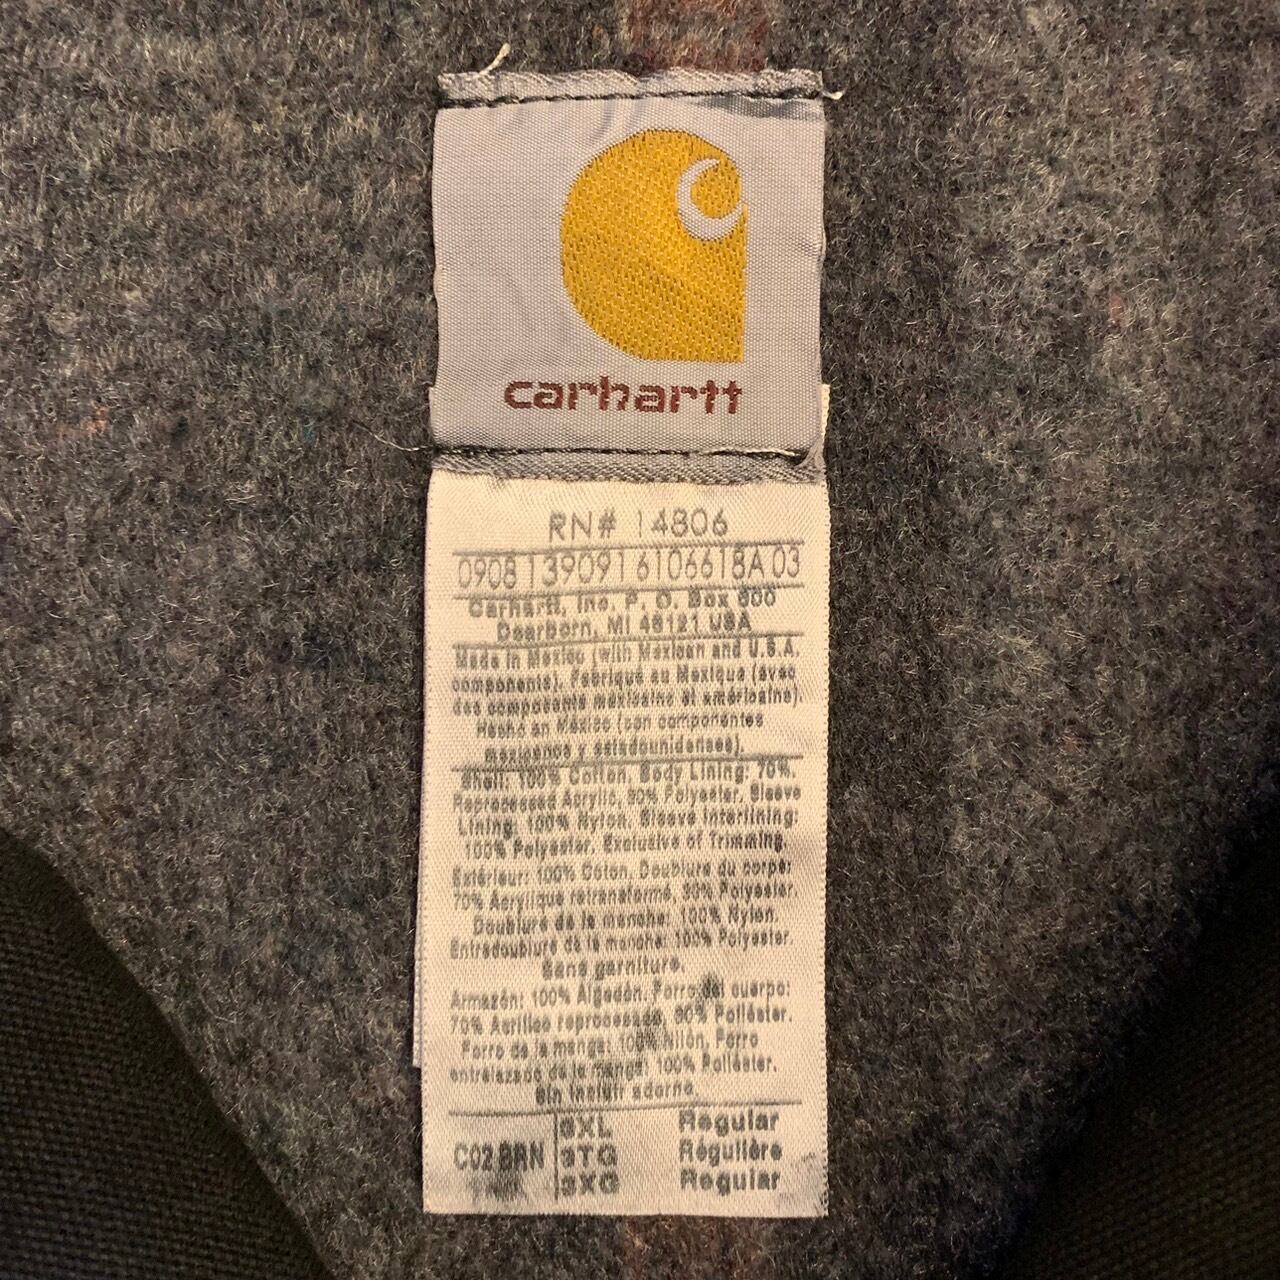 carhartt
RN# 14806
0908139091 6106618A 03
Carhartt, Inc. P. O. Box 600
Dearborn, MI 48121 USA
Made in Mexico (with Mexican and U.S.A.
components). Fabriqué au Mexique (avec
des composants mexicains et américains).
Hecho en México (con componentes
mexicanos y estadounidenses).
Shell: 100% Cotton, Body Lining: 70%.
Reprocessed Acrylic, 30% Polyester, Sleeve
Lining: 100% Nylon, Sleeve Interlining:
100% Polyester, Exclusive of Trimming.
Extérieur: 100% Coton, Doublure du corps:
70% Acrylique retransformé, 30% Polyester.
Doublure de la manche: 100% Nylon.
Entredoublure de la manche: 100% Polyester.
Sans garniture.
Armazón: 100% Algodón. Forro del cuerpo:
70% Acrílico reprocesado, 30% Poliéster.
Forro de la manga: 100% Nilón, Forro
entrelazado de la manga: 100% Poliéster.
Sin incluir adorno.
C02 BRN
3XL Regular
3TG Régulière
3XG Regular